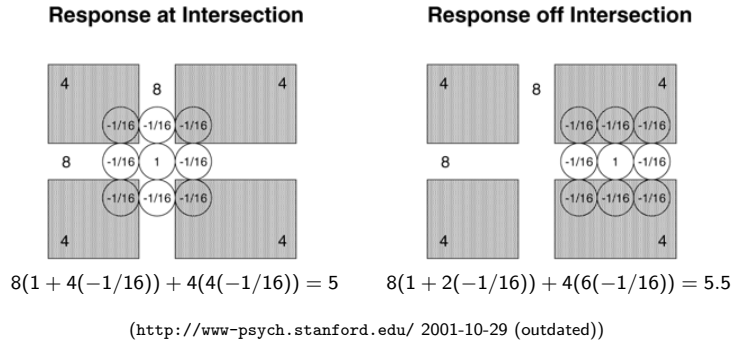 Response at Intersection
Response off Intersection
4 4
8
-1/16 -1/16 -1/16
8 -1/16 1 -1/16
-1/16 -1/16 -1/16
4 4
4 4
8
-1/16 -1/16 -1/16
8 -1/16 1 -1/16
-1/16 -1/16 -1/16
4 4
8(1 + 4(−1/16)) + 4(4(−1/16)) = 5
8(1 + 2(−1/16)) + 4(6(−1/16)) = 5.5
(http://www-psych.stanford.edu/ 2001-10-29 (outdated))